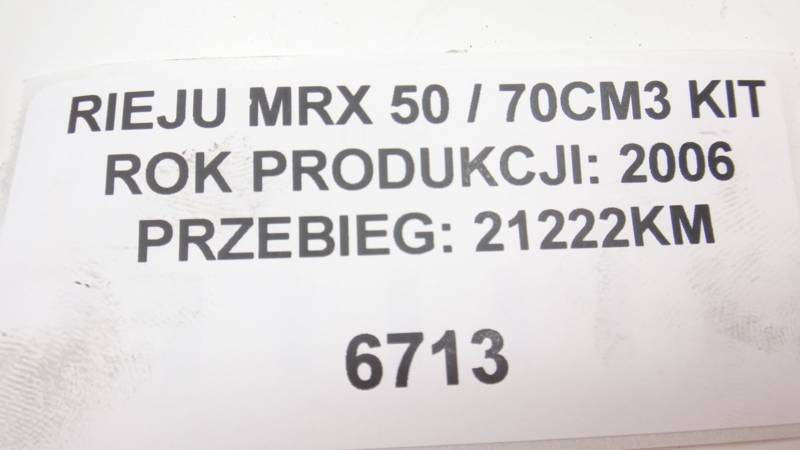 RIEJU MRX 50 / 70CM3 KIT
ROK PRODUKCJI: 2006
PRZEBIEG: 21222KM
6713